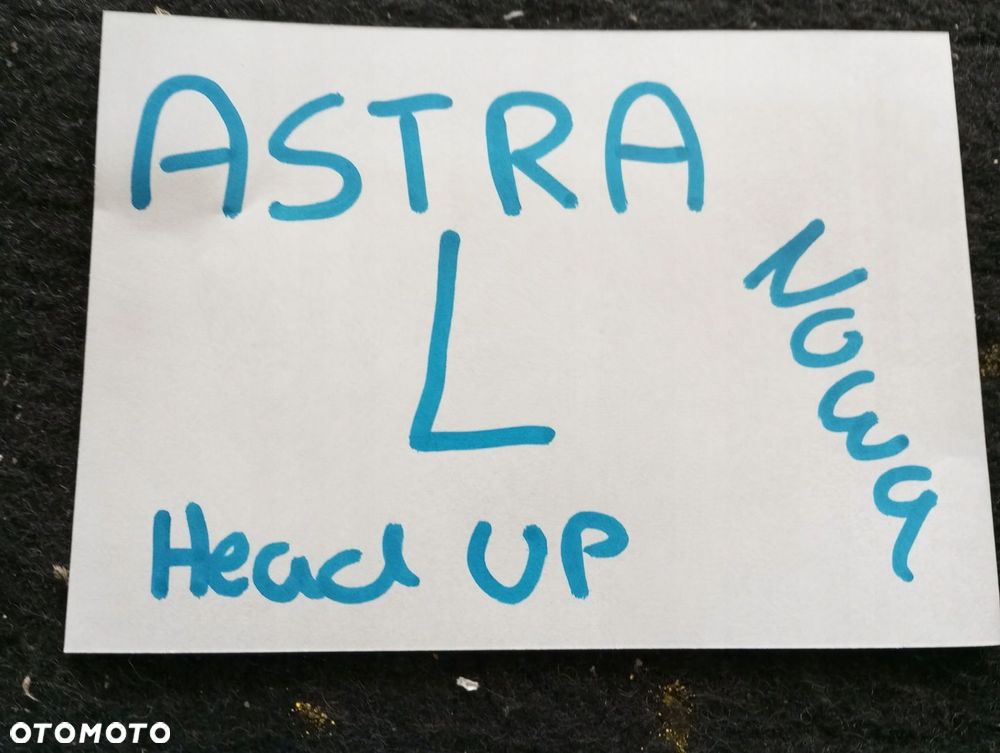 ASTRA
L
Nowa
Head UP
OTOMOTO